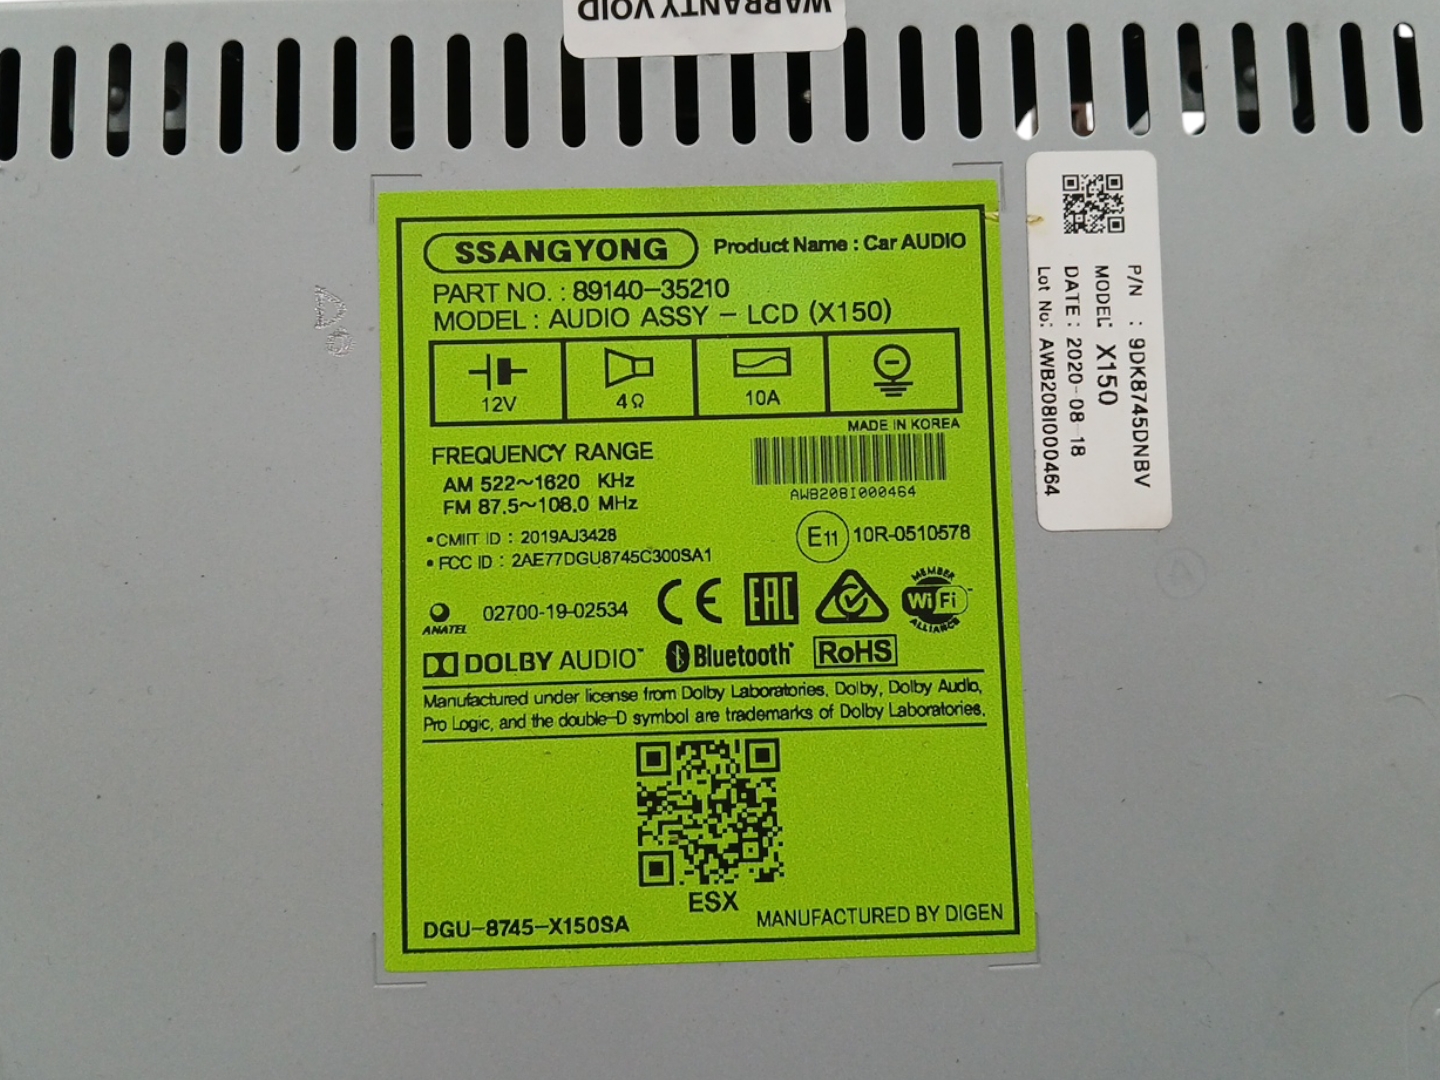 WARRANTY VOID
SSANGYONG Product Name : Car AUDIO
PART NO. : 89140-35210
MODEL : AUDIO ASSY - LCD (X150)
12V 4Ω 10A
MADE IN KOREA
FREQUENCY RANGE
AM 522~1620 KHz
FM 87.5~108.0 MHz
AWB208I000464
•CMIIT ID : 2019AJ3428
•FCC ID : 2AE77DGU8745C300SA1
E11 10R-0510578
ANATEL 02700-19-02534 CE EAC MEMBER WiFi ALLIANCE
DOLBY AUDIO™ Bluetooth® RoHS
Manufactured under license from Dolby Laboratories, Dolby, Dolby Audio,
Pro Logic, and the double-D symbol are trademarks of Dolby Laboratories.
ESX
DGU-8745-X150SA MANUFACTURED BY DIGEN
P/N : 9DK8745DNBV
MODEL: X150
DATE : 2020-08-18
Lot No: AWB208I000464